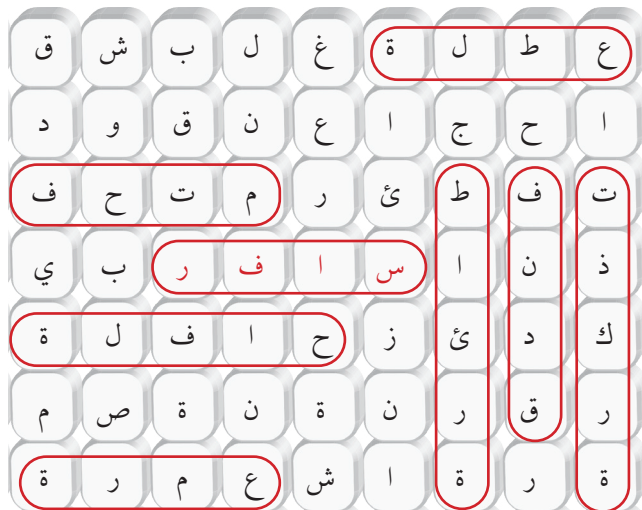 ع ط ل ة غ ل ب ش ق
ا ح ج ا ع ن ق و د
ت ف ط ئ ر م ت ح ف
ذ ن ا س ا ف ر ب ي
ك د ئ ز ح ا ف ل ة
ر ق ر ن ة ن ة ص م
ة ر ة ا ش ع م ر ة